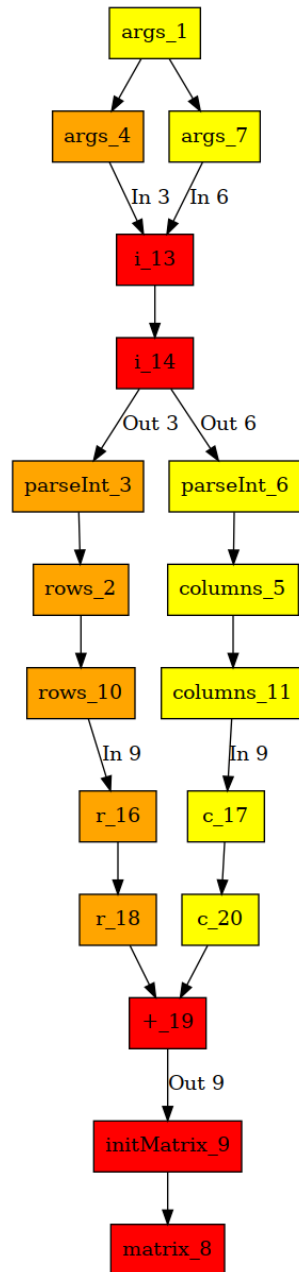 args_1
args_4
args_7
In 3
In 6
i_13
i_14
Out 3
Out 6
parseInt_3
parseInt_6
rows_2
columns_5
rows_10
columns_11
In 9
In 9
r_16
c_17
r_18
c_20
+_19
Out 9
initMatrix_9
matrix_8